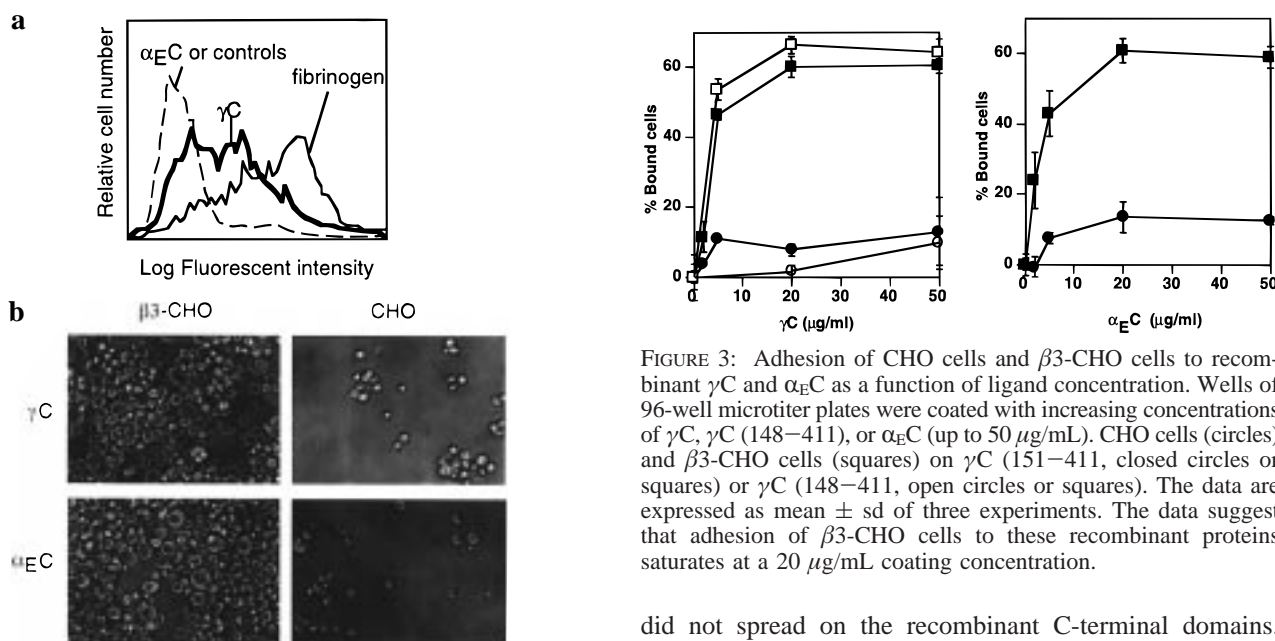 a
Relative cell number
αEC or controls
fibrinogen
γC
Log Fluorescent intensity
b
β3-CHO
CHO
γC
αEC
% Bound cells
60
40
20
0
0
10
20
30
40
50
γC (μg/ml)
% Bound cells
60
40
20
0
0
10
20
30
40
50
αEC (μg/ml)
FIGURE 3: Adhesion of CHO cells and β3-CHO cells to recom-
binant γC and αEC as a function of ligand concentration. Wells of
96-well microtiter plates were coated with increasing concentrations
of γC, γC (148−411), or αEC (up to 50 μg/mL). CHO cells (circles)
and β3-CHO cells (squares) on γC (151−411, closed circles or
squares) or γC (148−411, open circles or squares). The data are
expressed as mean ± sd of three experiments. The data suggest
that adhesion of β3-CHO cells to these recombinant proteins
saturates at a 20 μg/mL coating concentration.
did not spread on the recombinant C-terminal domains.